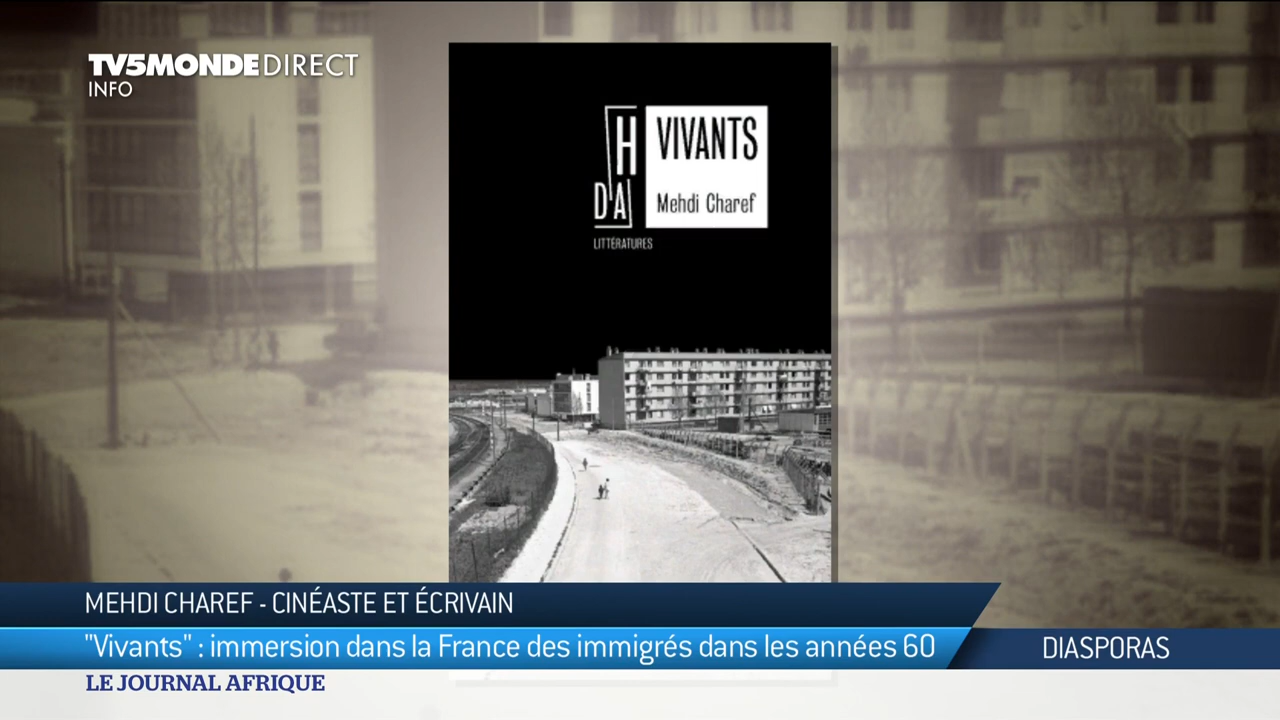 TV5MONDE DIRECT
INFO
H
D'A
VIVANTS
Mehdi Charef
LITTÉRATURES
MEHDI CHAREF - CINÉASTE ET ÉCRIVAIN
"Vivants" : immersion dans la France des immigrés dans les années 60
DIASPORAS
LE JOURNAL AFRIQUE